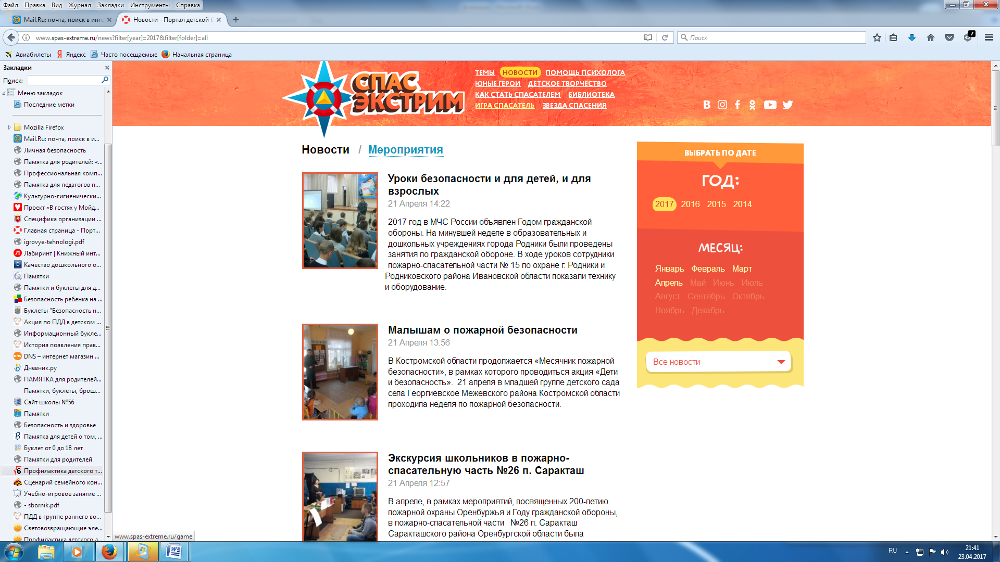 Файл Правка Вид Журнал Закладки Инструменты Справка
Mail.Ru: почта, поиск в инте
Новости - Портал детской б
www.spas-extreme.ru/news?filter[year]=2017&filter[folder]=all
Поиск
7
Авиабилеты Яндекс Часто посещаемые Начальная страница
Закладки
Поиск:
Меню закладок
Последние метки
Mozilla Firefox
Mail.Ru: почта, поиск в и...
Личная безопасность
Памятка для родителей: «...
Профессиональная комп...
Памятка для педагогов п...
Культурно-гигиенически...
Проект «В гостях у Мойд...
Специфика организации ...
Главная страница - Порт...
igrovye-tehnologi.pdf
Лабиринт | Книжный инт...
Качество дошкольного о...
Памятки
Памятки и буклеты для д...
Безопасность ребенка на ...
Буклеты "Безопасность н...
Акция по ПДД в детском ...
Информационный букле...
История появления прав...
DNS – интернет магазин ...
Дневник.ру
ПАМЯТКА для родителей...
Памятки, буклеты, брош...
Сайт школы №56
Памятки
Безопасность и здоровье
Памятка для детей о том, ...
Буклет от 0 до 18 лет
Памятки для родителей
Профилактика детского т...
Сценарий семейного кон...
Учебно-игровое занятие ...
- sbornik.pdf
ПДД в группе раннего во...
Световозвращающие эле...
Профилактика детского д...
СПАС
ЭКСТРИМ
ТЕМЫ НОВОСТИ ПОМОЩЬ ПСИХОЛОГА
ЮНЫЕ ГЕРОИ ДЕТСКОЕ ТВОРЧЕСТВО
КАК СТАТЬ СПАСАТЕЛЕМ БИБЛИОТЕКА
ИГРА СПАСАТЕЛЬ ЗВЕЗДА СПАСЕНИЯ
Новости / Мероприятия
Уроки безопасности и для детей, и для
взрослых
21 Апреля 14:22
2017 год в МЧС России объявлен Годом гражданской
обороны. На минувшей неделе в образовательных и
дошкольных учреждениях города Родники были проведены
занятия по гражданской обороне. В ходе уроков сотрудники
пожарно-спасательной части № 15 по охране г. Родники и
Родниковского района Ивановской области показали технику
и оборудование.
Малышам о пожарной безопасности
21 Апреля 13:56
В Костромской области продолжается «Месячник пожарной
безопасности», в рамках которого проводиться акция «Дети
и безопасность». 21 апреля в младшей группе детского сада
села Георгиевское Межевского района Костромской области
проходила неделя по пожарной безопасности.
Экскурсия школьников в пожарно-
спасательную часть №26 п. Саракташ
21 Апреля 12:57
В апреле, в рамках мероприятий, посвященных 200-летию
пожарной охраны Оренбуржья и Году гражданской обороны,
в пожарно-спасательной части №26 п. Саракташ
Саракташского района Оренбургской области была
ВЫБРАТЬ ПО ДАТЕ
ГОД:
2017 2016 2015 2014
МЕСЯЦ:
Январь Февраль Март
Апрель Май Июнь Июль
Август Сентябрь Октябрь
Ноябрь Декабрь
Все новости
www.spas-extreme.ru/game
RU
21:41
23.04.2017